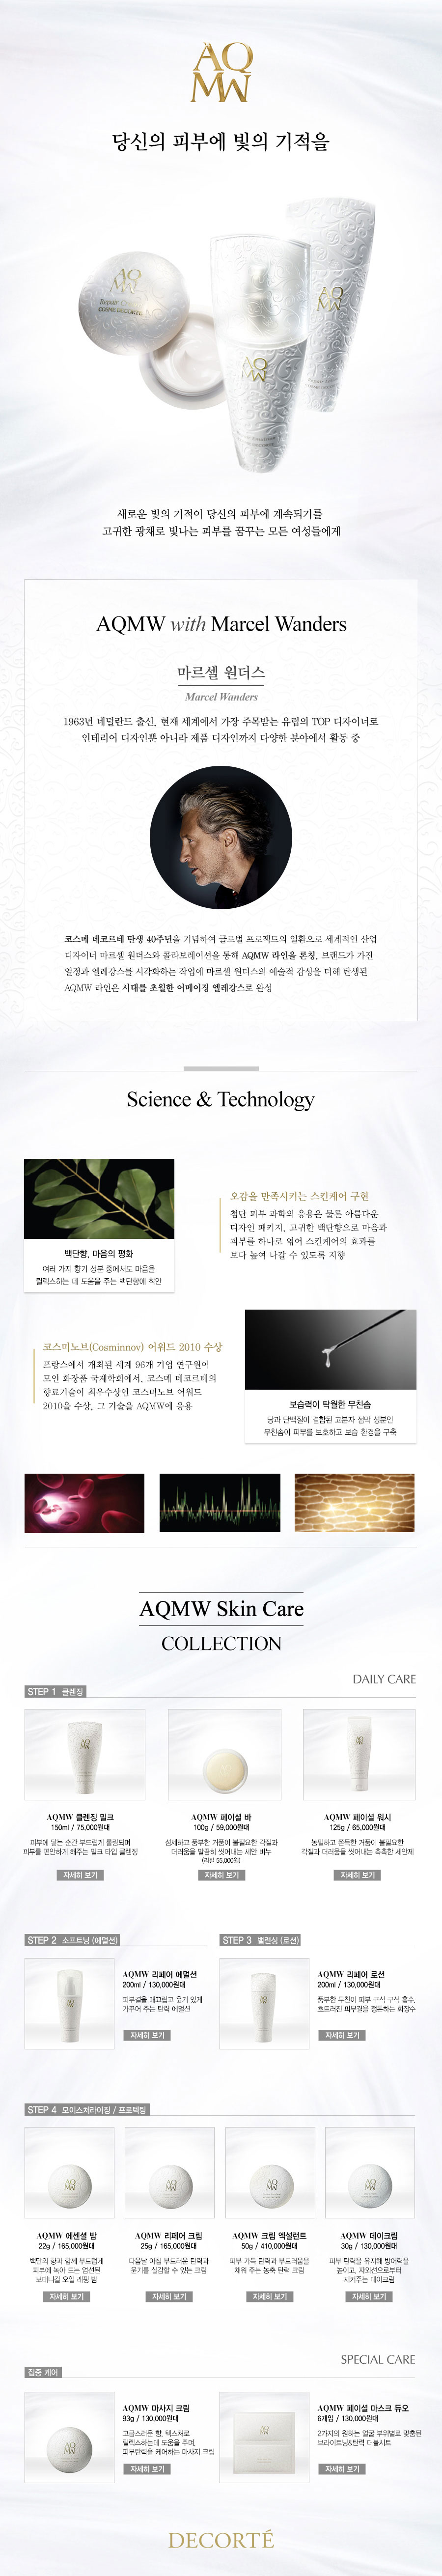 AQ
MW
당신의 피부에 빛의 기적을
AQ
MW
Repair Cream
COSME DECORTE
AQ
MW
AQ
MW
새로운 빛의 기적이 당신의 피부에 계속되기를
고귀한 광채로 빛나는 피부를 꿈꾸는 모든 여성들에게
AQMW with Marcel Wanders
마르셀 원더스
Marcel Wanders
1963년 네덜란드 출신, 현재 세계에서 가장 주목받는 유럽의 TOP 디자이너로
인테리어 디자인뿐 아니라 제품 디자인까지 다양한 분야에서 활동 중
코스메 데코르테 탄생 40주년을 기념하여 글로벌 프로젝트의 일환으로 세계적인 산업
디자이너 마르셀 원더스와 콜라보레이션을 통해 AQMW 라인을 론칭, 브랜드가 가진
열정과 엘레강스를 시각화하는 작업에 마르셀 원더스의 예술적 감성을 더해 탄생된
AQMW 라인은 시대를 초월한 어메이징 엘레강스로 완성
Science & Technology
오감을 만족시키는 스킨케어 구현
첨단 피부 과학의 응용은 물론 아름다운
디자인 패키지, 고귀한 백단향으로 마음과
피부를 하나로 엮어 스킨케어의 효과를
보다 높여 나갈 수 있도록 지향
백단향, 마음의 평화
여러 가지 향기 성분 중에서도 마음을
릴렉스하는 데 도움을 주는 백단향에 착안
코스미노브(Cosminnov) 어워드 2010 수상
프랑스에서 개최된 세계 96개 기업 연구원이
모인 화장품 국제학회에서, 코스메 데코르테의
향료기술이 최우수상인 코스미노브 어워드
2010을 수상, 그 기술을 AQMW에 응용
보습력이 탁월한 무친솜
당과 단백질이 결합된 고분자 점막 성분인
무친솜이 피부를 보호하고 보습 환경을 구축
AQMW Skin Care
COLLECTION
DAILY CARE
STEP 1 클렌징
AQ
MW
AQ
MW
AQMW 클렌징 밀크
150ml / 75,000원대
피부에 닿는 순간 부드럽게 롤링되며
피부를 편안하게 해주는 밀크 타입 클렌징
자세히 보기
AQMW 페이셜 바
100g / 59,000원대
섬세하고 풍부한 거품이 불필요한 각질과
더러움을 말끔히 씻어내는 세안 비누
(리필 55,000원)
자세히 보기
AQMW 페이셜 워시
125g / 65,000원대
농밀하고 쫀득한 거품이 불필요한
각질과 더러움을 씻어내는 촉촉한 세안제
자세히 보기
STEP 2 소프트닝 (에멀션)
AQMW 리페어 에멀션
200ml / 130,000원대
피부결을 매끄럽고 윤기 있게
가꾸어 주는 탄력 에멀션
자세히 보기
STEP 3 밸런싱 (로션)
AQMW 리페어 로션
200ml / 130,000원대
풍부한 무친이 피부 구석 구석 흡수,
흐트러진 피부결을 정돈하는 화장수
자세히 보기
STEP 4 모이스처라이징 / 프로텍팅
AQ
MW
AQ
MW
AQ
MW
AQ
MW
AQMW 에센셜 밤
22g / 165,000원대
백단의 향과 함께 부드럽게
피부에 녹아 드는 엄선된
보태니컬 오일 래핑 밤
자세히 보기
AQMW 리페어 크림
25g / 165,000원대
다음날 아침 부드러운 탄력과
윤기를 실감할 수 있는 크림
자세히 보기
AQMW 크림 엑설런트
50g / 410,000원대
피부 가득 탄력과 부드러움을
채워 주는 농축 탄력 크림
자세히 보기
AQMW 데이크림
30g / 130,000원대
피부 탄력을 유지해 방어력을
높이고, 자외선으로부터
지켜주는 데이크림
자세히 보기
SPECIAL CARE
집중 케어
AQ
MW
AQMW 마사지 크림
93g / 130,000원대
고급스러운 향, 텍스처로
릴렉스하는데 도움을 주며,
피부탄력을 케어하는 마사지 크림
자세히 보기
AQ
MW
AQMW 페이셜 마스크 듀오
6개입 / 130,000원대
2가지의 원하는 얼굴 부위별로 맞춤된
브라이트닝&탄력 더블시트
자세히 보기
DECORTÉ